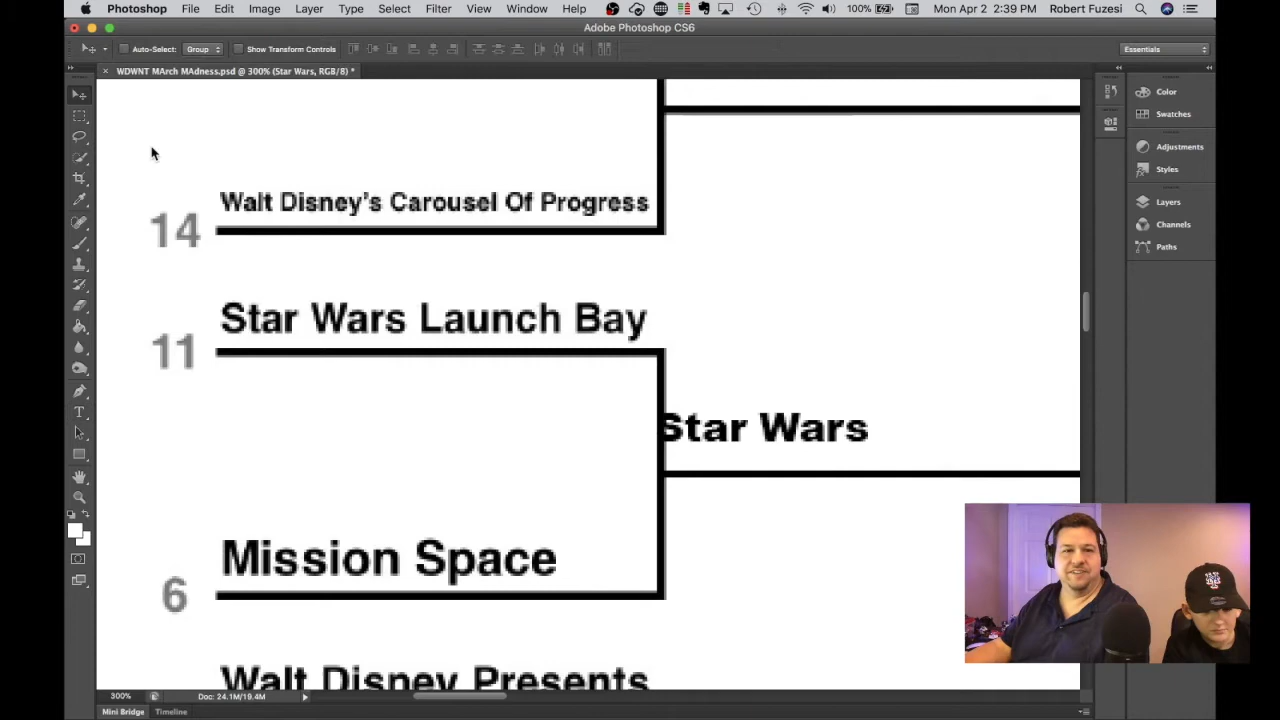 Photoshop File Edit Image Layer Type Select Filter View Window Help 100% Mon Apr 2 2:39 PM Robert Fuzesi
Adobe Photoshop CS6
Auto-Select: Group Show Transform Controls Essentials
WDWNT MArch MAdness.psd @ 300% (Star Wars, RGB/8) *
Color
Swatches
Adjustments
Styles
Layers
Channels
Paths
Walt Disney's Carousel Of Progress
14
Star Wars Launch Bay
11
Star Wars
Mission Space
6
Walt Disney Presents
300% Doc: 24.1M/19.4M
Mini Bridge Timeline